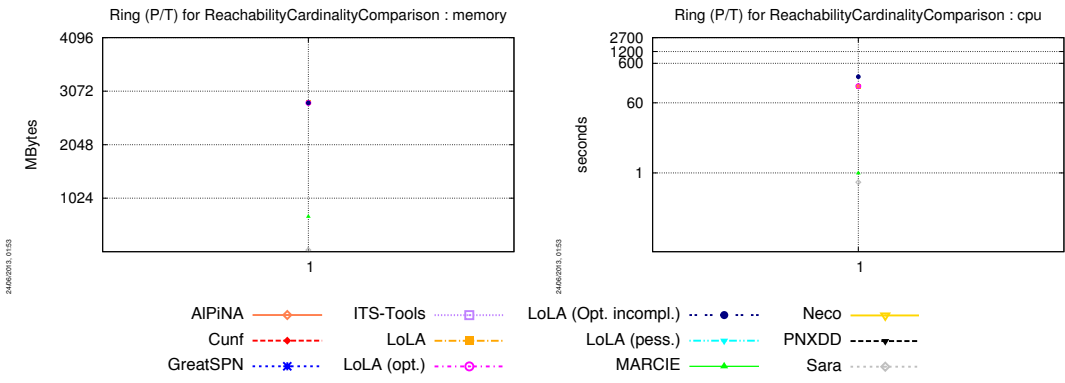 Ring (P/T) for ReachabilityCardinalityComparison : memory
4096
3072
2048
1024
MBytes
1
24/06/2013, 01:53
Ring (P/T) for ReachabilityCardinalityComparison : cpu
2700
1200
600
60
1
seconds
1
24/06/2013, 01:53
AlPiNA
Cunf
GreatSPN
ITS-Tools
LoLA
LoLA (opt.)
LoLA (Opt. incompl.)
LoLA (pess.)
MARCIE
Neco
PNXDD
Sara